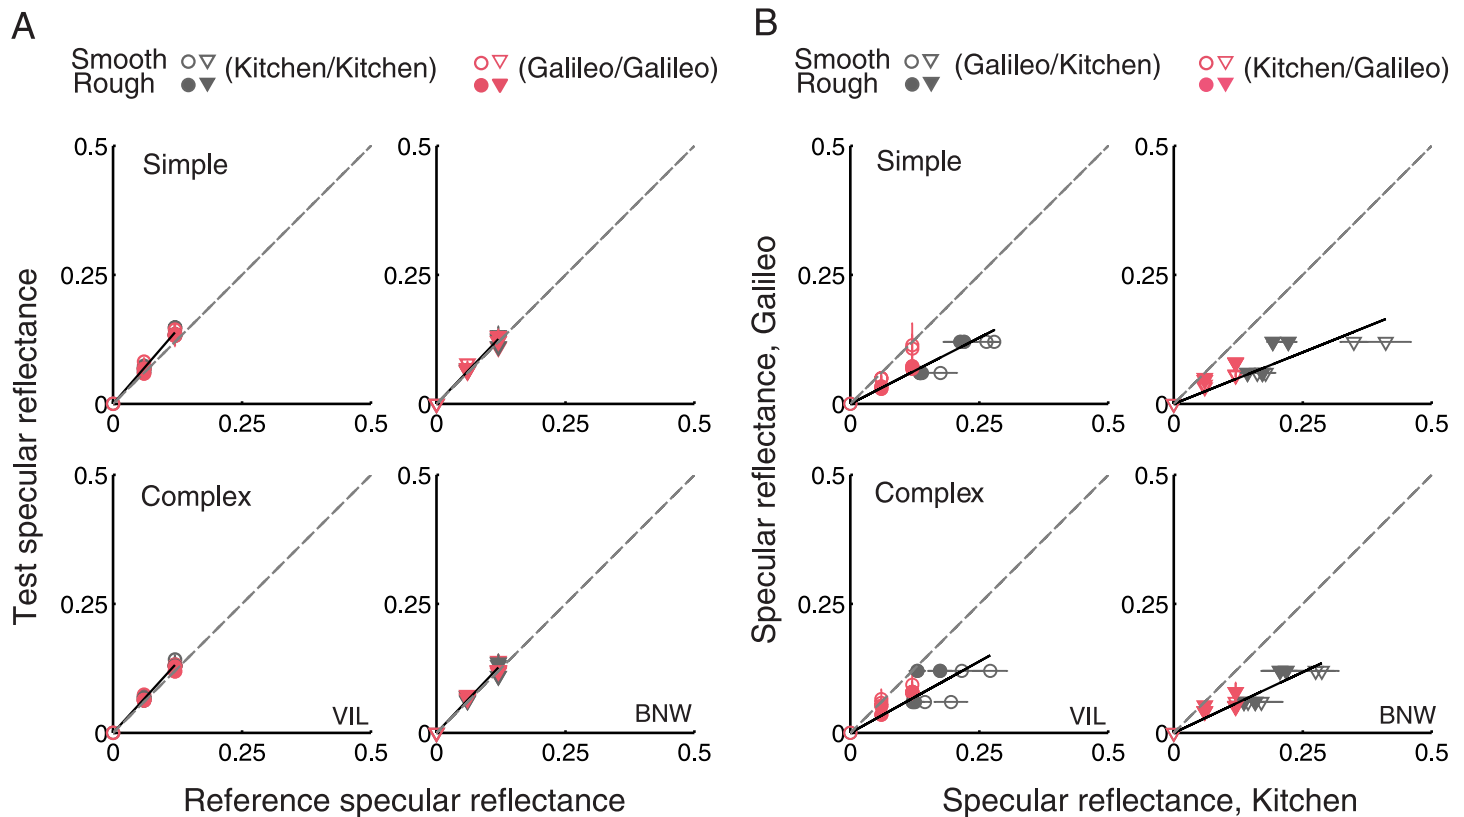 A
Smooth (Kitchen/Kitchen) (Galileo/Galileo)
Rough
Test specular reflectance
0.5
0.25
0
Simple
0 0.25 0.5
0.5
0.25
0
0 0.25 0.5
0.5
0.25
0
Complex
VIL
0 0.25 0.5
0.5
0.25
0
BNW
0 0.25 0.5
Reference specular reflectance
B
Smooth (Galileo/Kitchen) (Kitchen/Galileo)
Rough
Specular reflectance, Galileo
0.5
0.25
0
Simple
0 0.25 0.5
0.5
0.25
0
0 0.25 0.5
0.5
0.25
0
Complex
VIL
0 0.25 0.5
0.5
0.25
0
BNW
0 0.25 0.5
Specular reflectance, Kitchen